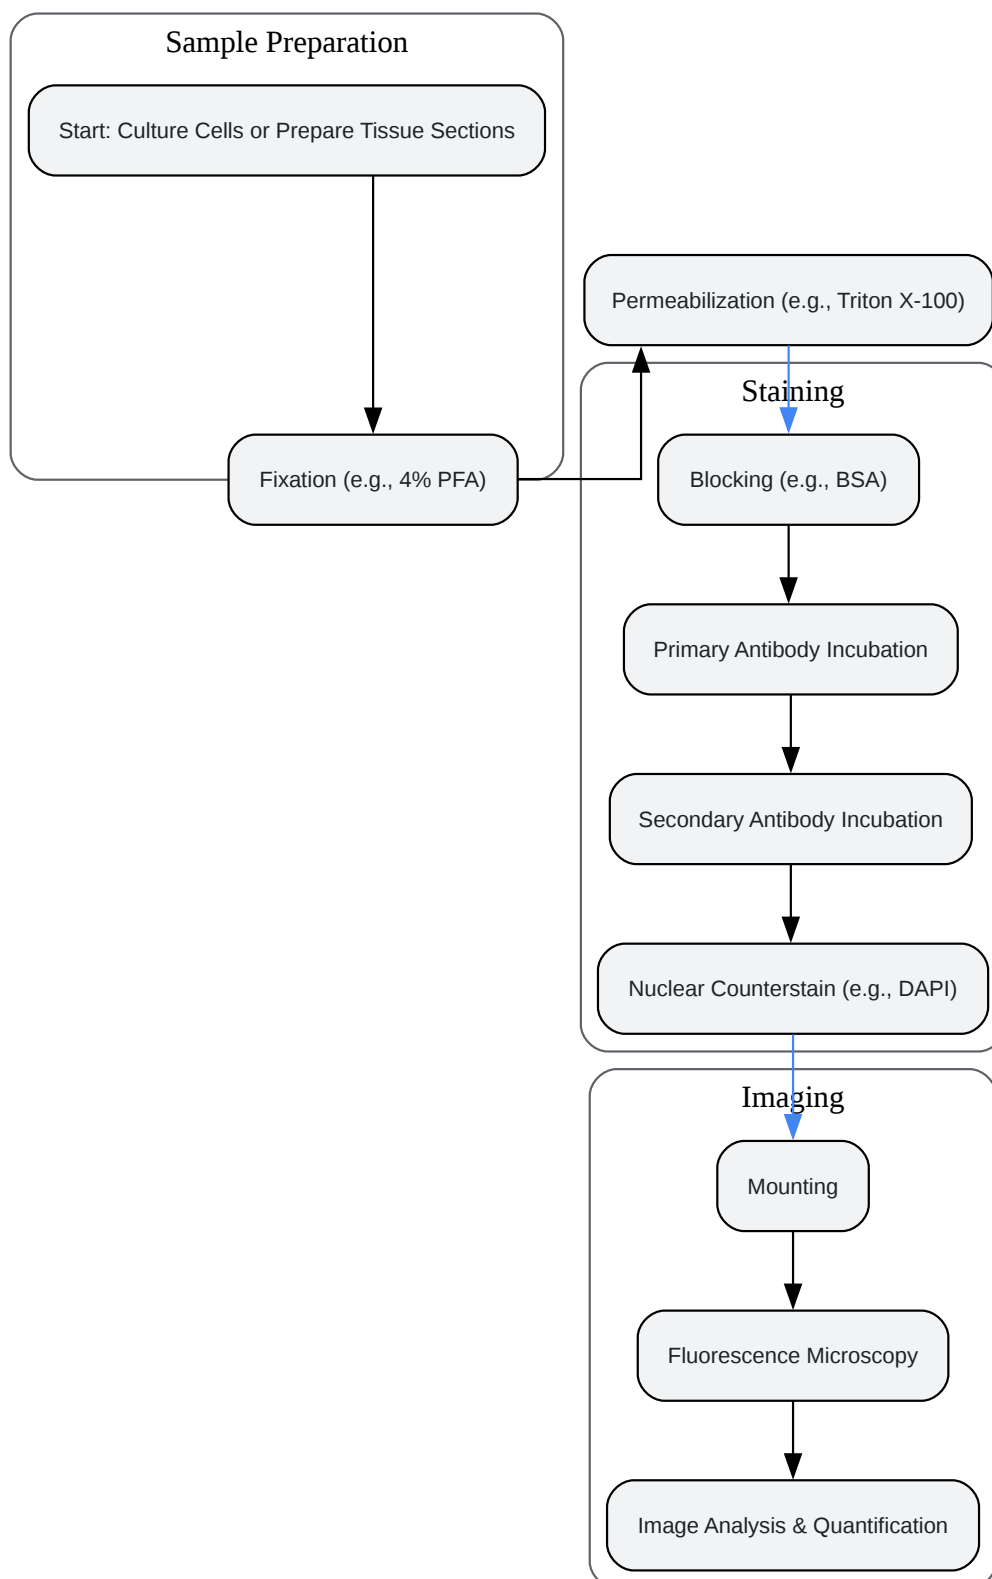 Sample Preparation
Start: Culture Cells or Prepare Tissue Sections
Fixation (e.g., 4% PFA)
Permeabilization (e.g., Triton X-100)
Staining
Blocking (e.g., BSA)
Primary Antibody Incubation
Secondary Antibody Incubation
Nuclear Counterstain (e.g., DAPI)
Imaging
Mounting
Fluorescence Microscopy
Image Analysis & Quantification